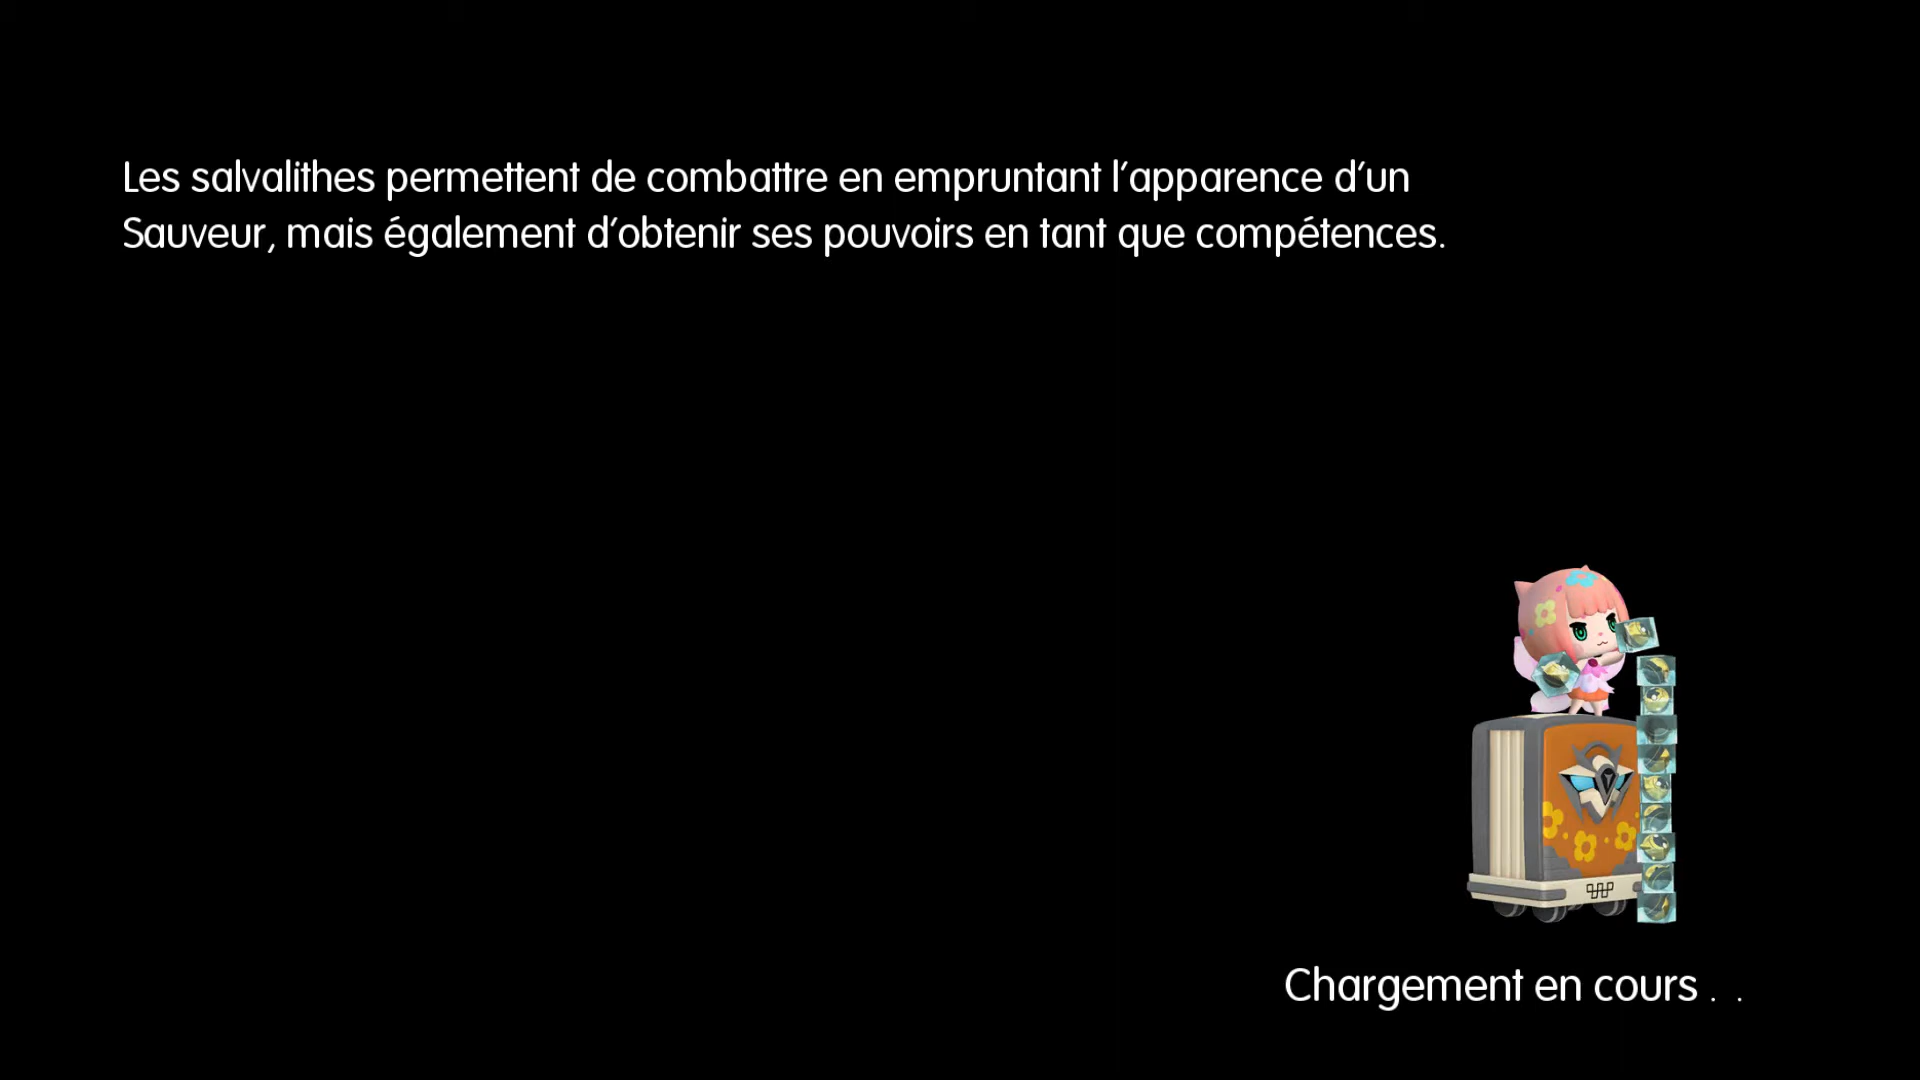 Les salvalithes permettent de combattre en empruntant l'apparence d'un
Sauveur, mais également d'obtenir ses pouvoirs en tant que compétences.
Chargement en cours . .